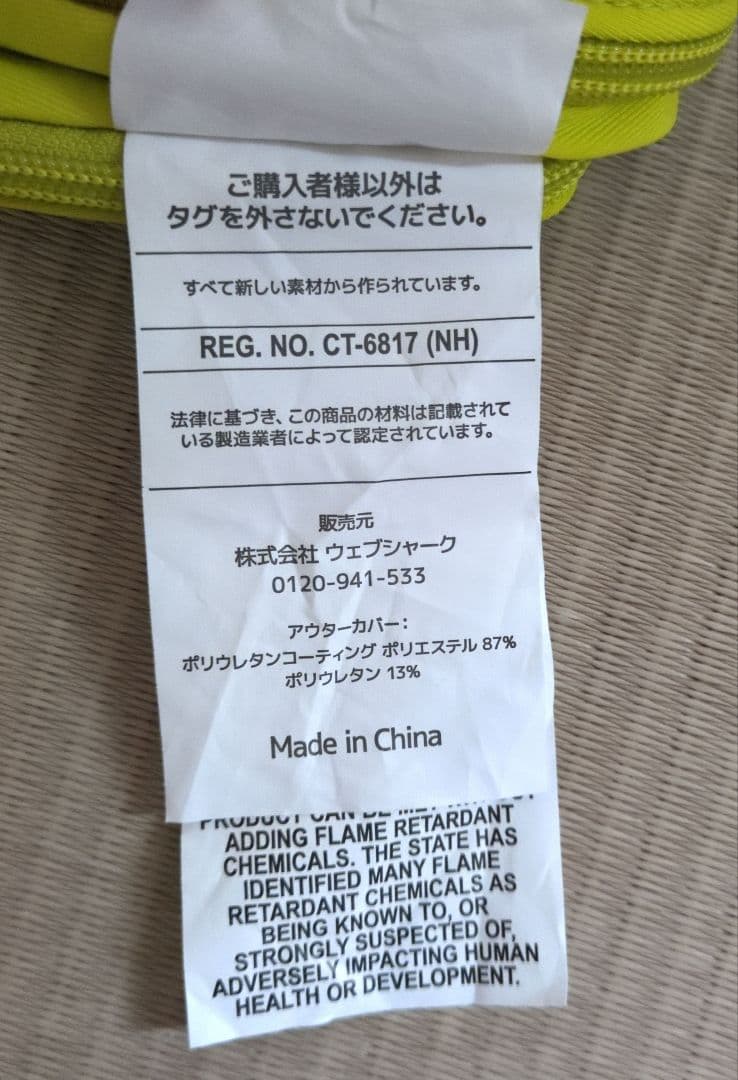 ご購入者様以外は
タグを外さないでください。
すべて新しい素材から作られています。
REG. NO. CT-6817 (NH)
法律に基づき、この商品の材料は記載されて
いる製造業者によって認定されています。
販売元
株式会社 ウェブシャーク
0120-941-533
アウターカバー：
ポリウレタンコーティング ポリエステル 87%
ポリウレタン 13%
Made in China
PRODUCT CAN BE
ADDING FLAME RETARDANT
CHEMICALS. THE STATE HAS
IDENTIFIED MANY FLAME
RETARDANT CHEMICALS AS
BEING KNOWN TO, OR
STRONGLY SUSPECTED OF,
ADVERSELY IMPACTING HUMAN
HEALTH OR DEVELOPMENT.